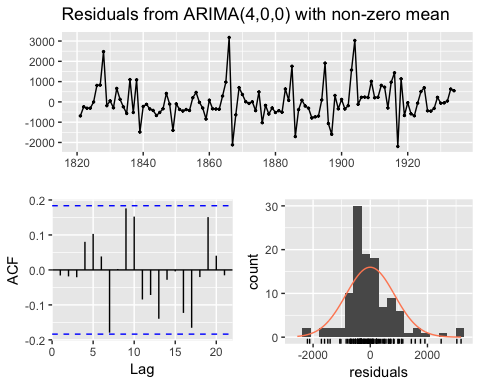 Residuals from ARIMA(4,0,0) with non-zero mean
3000
2000
1000
0
-1000
-2000
1820 1840 1860 1880 1900 1920
0.2
0.1
0.0
-0.1
-0.2
ACF
0 5 10 15 20
Lag
30
20
10
0
count
-2000 0 2000
residuals